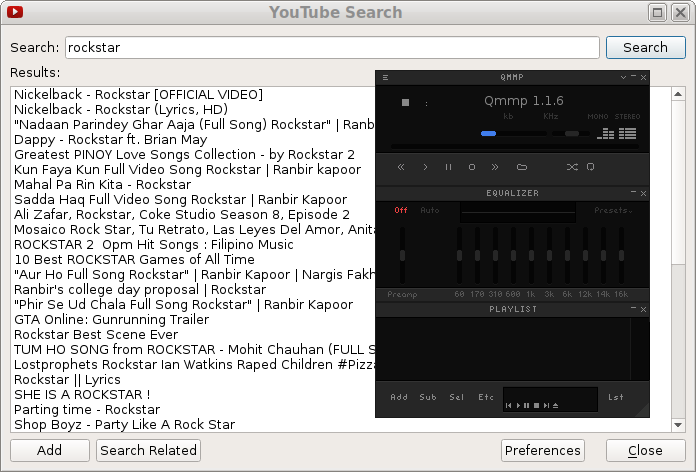 YouTube Search
Search:
rockstar
Search
Results:
Nickelback - Rockstar [OFFICIAL VIDEO]
Nickelback - Rockstar (Lyrics, HD)
"Nadaan Parindey Ghar Aaja (Full Song) Rockstar" | Ranb
Dappy - Rockstar ft. Brian May
Greatest PINOY Love Songs Collection - by Rockstar 2
Kun Faya Kun Full Video Song Rockstar | Ranbir kapoor
Mahal Pa Rin Kita - Rockstar
Sadda Haq Full Video Song Rockstar | Ranbir Kapoor
Ali Zafar, Rockstar, Coke Studio Season 8, Episode 2
Mosaico Rock Star, Tu Retrato, Las Leyes Del Amor, Anita
ROCKSTAR 2 Opm Hit Songs : Filipino Music
10 Best ROCKSTAR Games of All Time
"Aur Ho Full Song Rockstar" | Ranbir Kapoor | Nargis Fakh
Ranbir's college day proposal | Rockstar
"Phir Se Ud Chala Full Song Rockstar" | Ranbir Kapoor
GTA Online: Gunrunning Trailer
Rockstar Best Scene Ever
TUM HO SONG from ROCKSTAR - Mohit Chauhan (FULL S
Lostprophets Rockstar Ian Watkins Raped Children #Pizza
Rockstar || Lyrics
SHE IS A ROCKSTAR !
Parting time - Rockstar
Shop Boyz - Party Like A Rock Star
QMMP
:
Qmmp 1.1.6
kb KHz MONO STEREO
EQUALIZER
Off Auto Presets
Preamp 60 170 310 600 1k 3k 6k 12k 14k 16k
PLAYLIST
Add Sub Sel Etc Lst
Add
Search Related
Preferences
Close